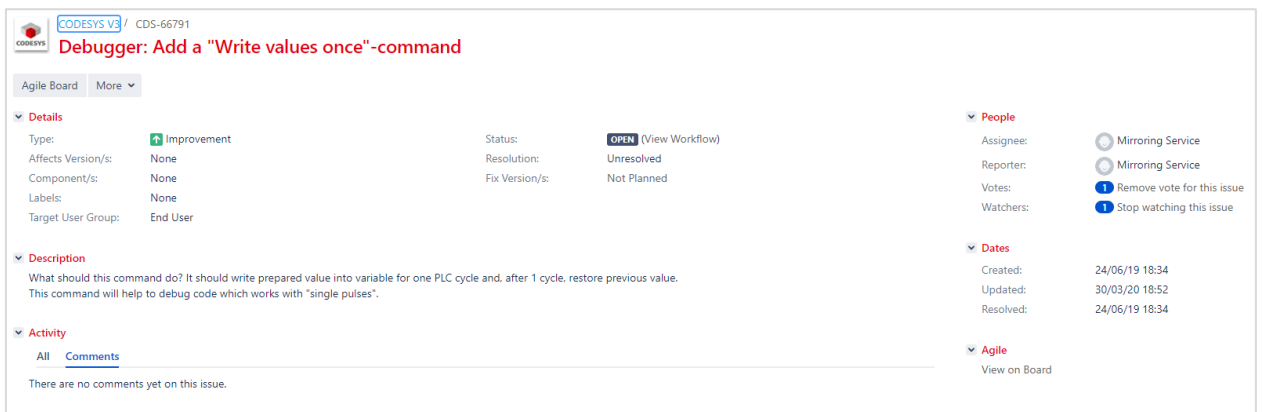 CODESYS
CODESYS V3 / CDS-66791
Debugger: Add a "Write values once"-command
Agile Board More
Details
Type: Improvement
Affects Version/s: None
Component/s: None
Labels: None
Target User Group: End User
Status: OPEN (View Workflow)
Resolution: Unresolved
Fix Version/s: Not Planned
Description
What should this command do? It should write prepared value into variable for one PLC cycle and, after 1 cycle, restore previous value.
This command will help to debug code which works with "single pulses".
Activity
All Comments
There are no comments yet on this issue.
People
Assignee: Mirroring Service
Reporter: Mirroring Service
Votes: 1 Remove vote for this issue
Watchers: 1 Stop watching this issue
Dates
Created: 24/06/19 18:34
Updated: 30/03/20 18:52
Resolved: 24/06/19 18:34
Agile
View on Board